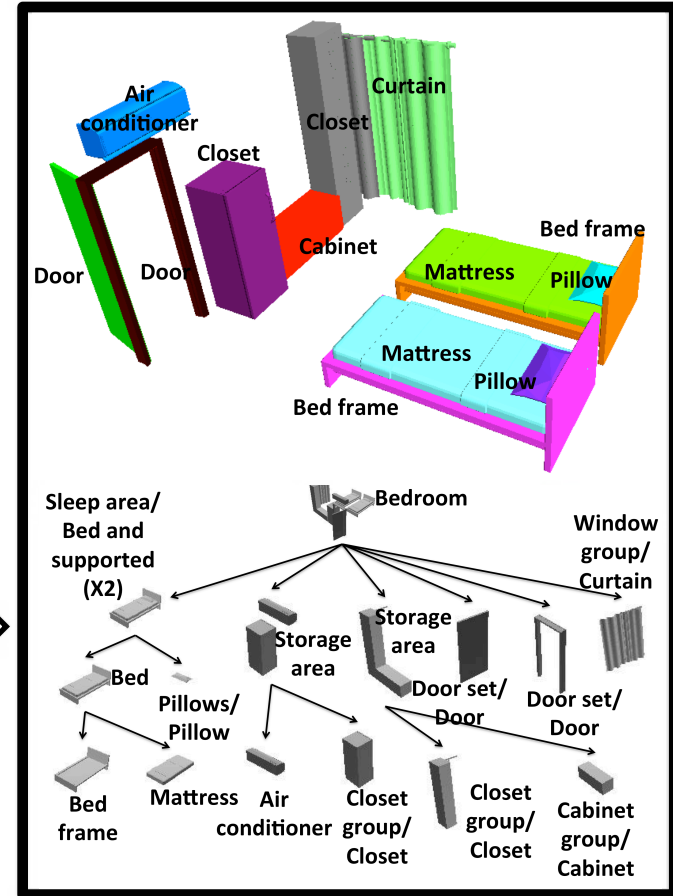 Air
conditioner
Curtain
Closet
Closet
Bed frame
Cabinet
Door
Door
Mattress
Pillow
Mattress
Pillow
Bed frame
Sleep area/
Bed and
supported
(X2)
Bedroom
Window
group/
Curtain
Storage
area
Storage
area
Bed
Pillows/
Pillow
Door set/
Door
Door set/
Door
Bed
frame
Mattress
Air
conditioner
Closet
group/
Closet
Closet
group/
Closet
Cabinet
group/
Cabinet